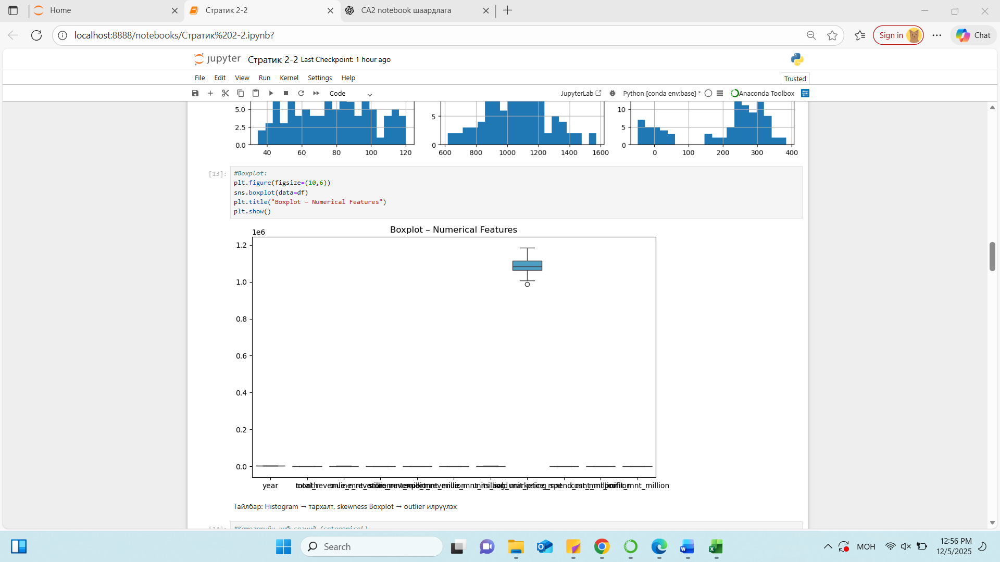 Home
Стратик 2-2
CA2 notebook шаардлага
localhost:8888/notebooks/Стратик%202-2.ipynb?
Sign in
Chat
jupyter Стратик 2-2 Last Checkpoint: 1 hour ago
File Edit View Run Kernel Settings Help
Trusted
Code
JupyterLab
Python [conda env:base] *
Anaconda Toolbox
5.0
2.5
0.0
40 60 80 100 120
5
0
600 800 1000 1200 1400 1600
10
5
0
0 100 200 300 400
[13]:
#Boxplot:
plt.figure(figsize=(10,6))
sns.boxplot(data=df)
plt.title("Boxplot – Numerical Features")
plt.show()
Boxplot – Numerical Features
1e6
1.2
1.0
0.8
0.6
0.4
0.2
0.0
year
Тайлбар: Histogram → тархалт, skewness Boxplot → outlier илрүүлэх
Search
МОН
12:56 PM
12/5/2025